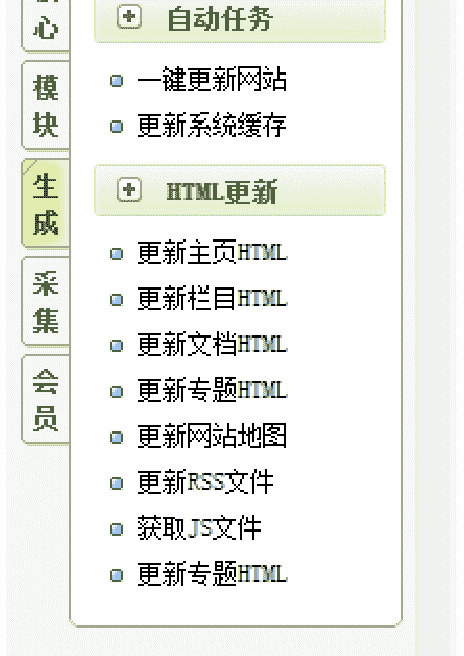 心
模块
生成
采集
会员
自动任务
一键更新网站
更新系统缓存
HTML更新
更新主页HTML
更新栏目HTML
更新文档HTML
更新专题HTML
更新网站地图
更新RSS文件
获取JS文件
更新专题HTML